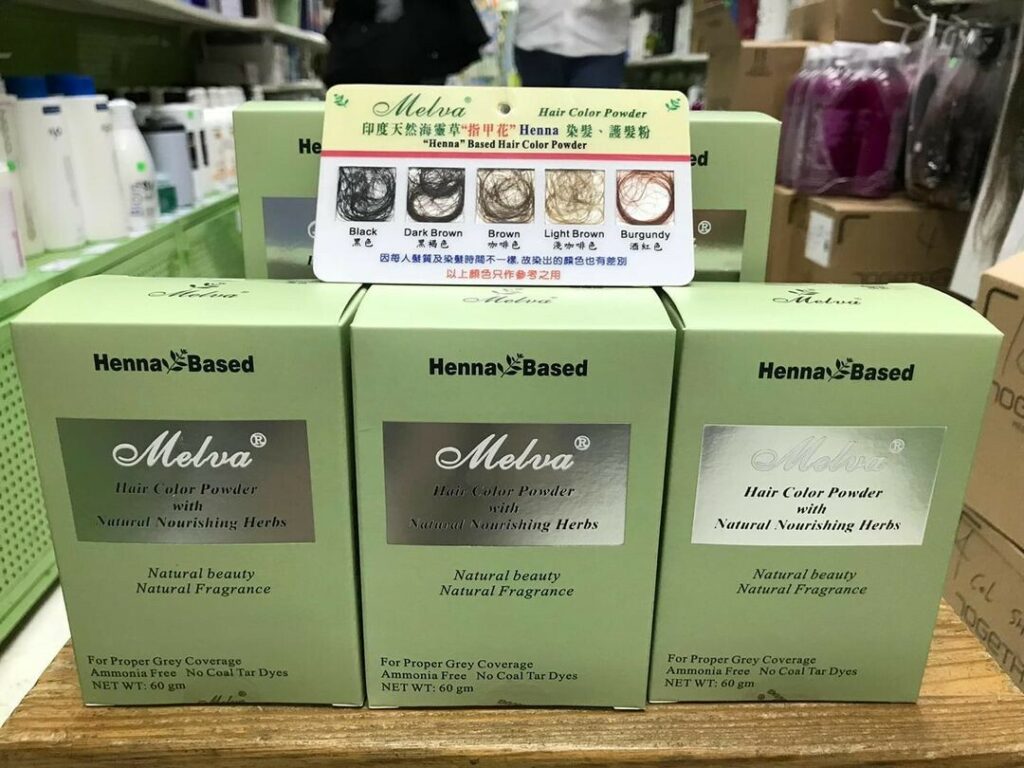 Melva® Hair Color Powder
印度天然海靈草"指甲花" Henna 染髮、護髮粉
"Henna" Based Hair Color Powder
Black Dark Brown Brown Light Brown Burgundy
黑色 黑褐色 咖啡色 淺咖啡色 酒紅色
因每人髮質及染髮時間不一樣.故染出的顏色也有差別
以上顏色只作參考之用
He
ed
®
Melva
Henna Based
Melva®
Hair Color Powder
with
Natural Nourishing Herbs
Natural beauty
Natural Fragrance
For Proper Grey Coverage
Ammonia Free No Coal Tar Dyes
NET WT: 60 gm
Melva
Melva
Henna Based
Melva®
Hair Color Powder
with
Natural Nourishing Herbs
Natural beauty
Natural Fragrance
For Proper Grey Coverage
Ammonia Free No Coal Tar Dyes
NET WT: 60 gm
Melva
Henna Based
Melva®
Hair Color Powder
with
Natural Nourishing Herbs
Natural beauty
Natural Fragrance
For Proper Grey Coverage
Ammonia Free No Coal Tar Dyes
NET WT: 60 gm